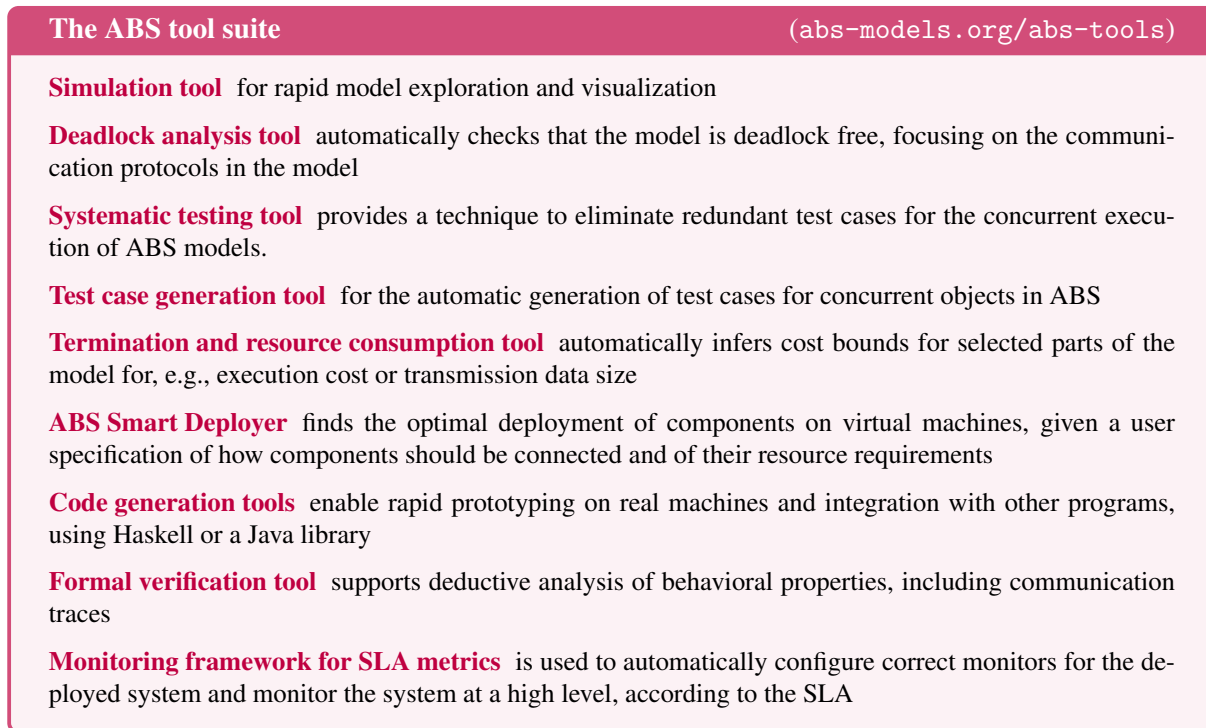 The ABS tool suite (abs-models.org/abs-tools)
Simulation tool for rapid model exploration and visualization
Deadlock analysis tool automatically checks that the model is deadlock free, focusing on the communi-
cation protocols in the model
Systematic testing tool provides a technique to eliminate redundant test cases for the concurrent execu-
tion of ABS models.
Test case generation tool for the automatic generation of test cases for concurrent objects in ABS
Termination and resource consumption tool automatically infers cost bounds for selected parts of the
model for, e.g., execution cost or transmission data size
ABS Smart Deployer finds the optimal deployment of components on virtual machines, given a user
specification of how components should be connected and of their resource requirements
Code generation tools enable rapid prototyping on real machines and integration with other programs,
using Haskell or a Java library
Formal verification tool supports deductive analysis of behavioral properties, including communication
traces
Monitoring framework for SLA metrics is used to automatically configure correct monitors for the de-
ployed system and monitor the system at a high level, according to the SLA